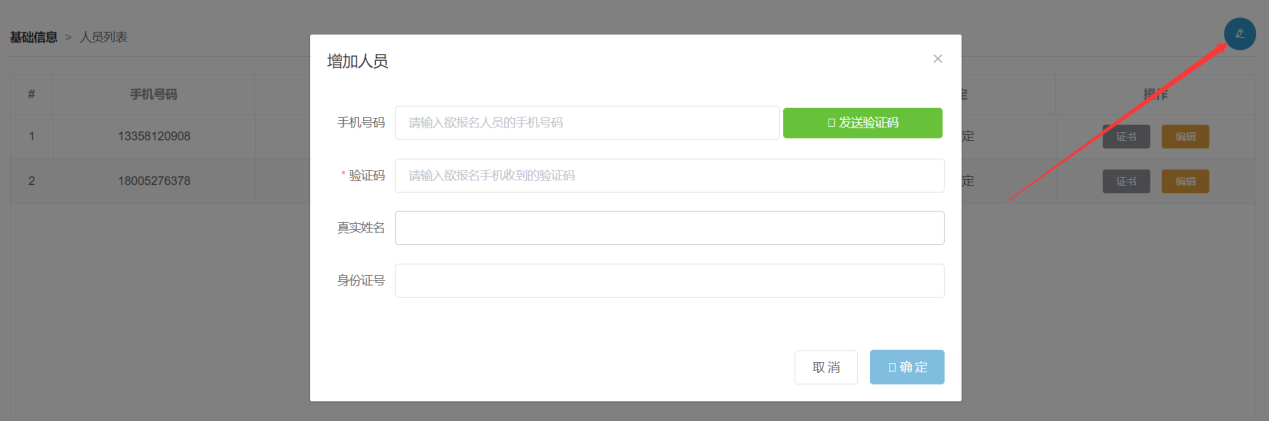 基础信息 > 人员列表
增加人员
# 手机号码 操作
手机号码 请输入欲报名人员的手机号码 发送验证码
1 13358120908 定 证书 编辑
* 验证码 请输入欲报名手机收到的验证码
2 18005276378 定 证书 编辑
真实姓名
身份证号
取消 确定